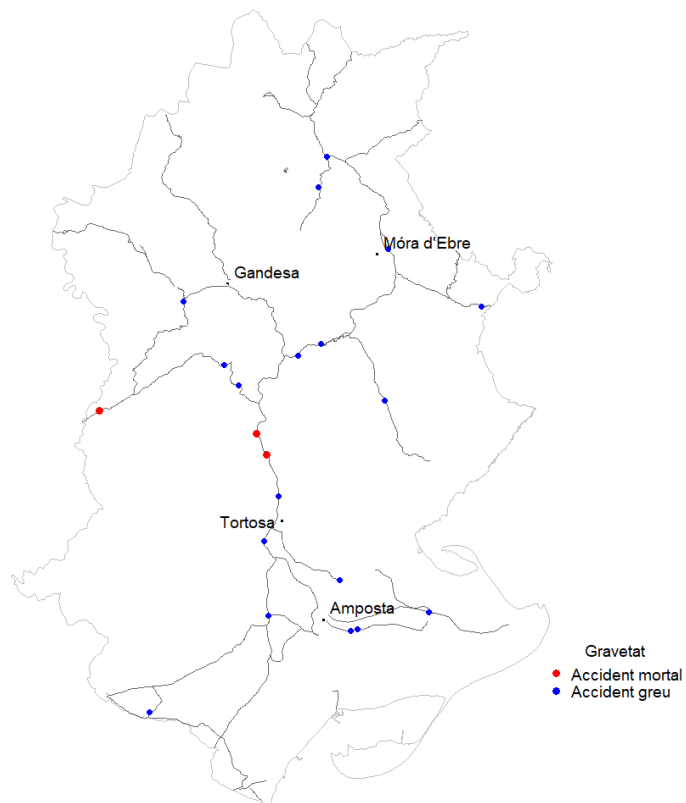 Móra d'Ebre
Gandesa
Tortosa
Amposta
Gravetat
Accident mortal
Accident greu